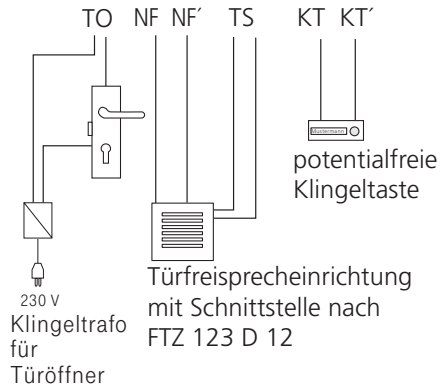 TO NF NF´ TS KT KT´
Mustermann
potentialfreie
Klingeltaste
Türfreisprecheinrichtung
mit Schnittstelle nach
FTZ 123 D 12
230 V
Klingeltrafo
für
Türöffner